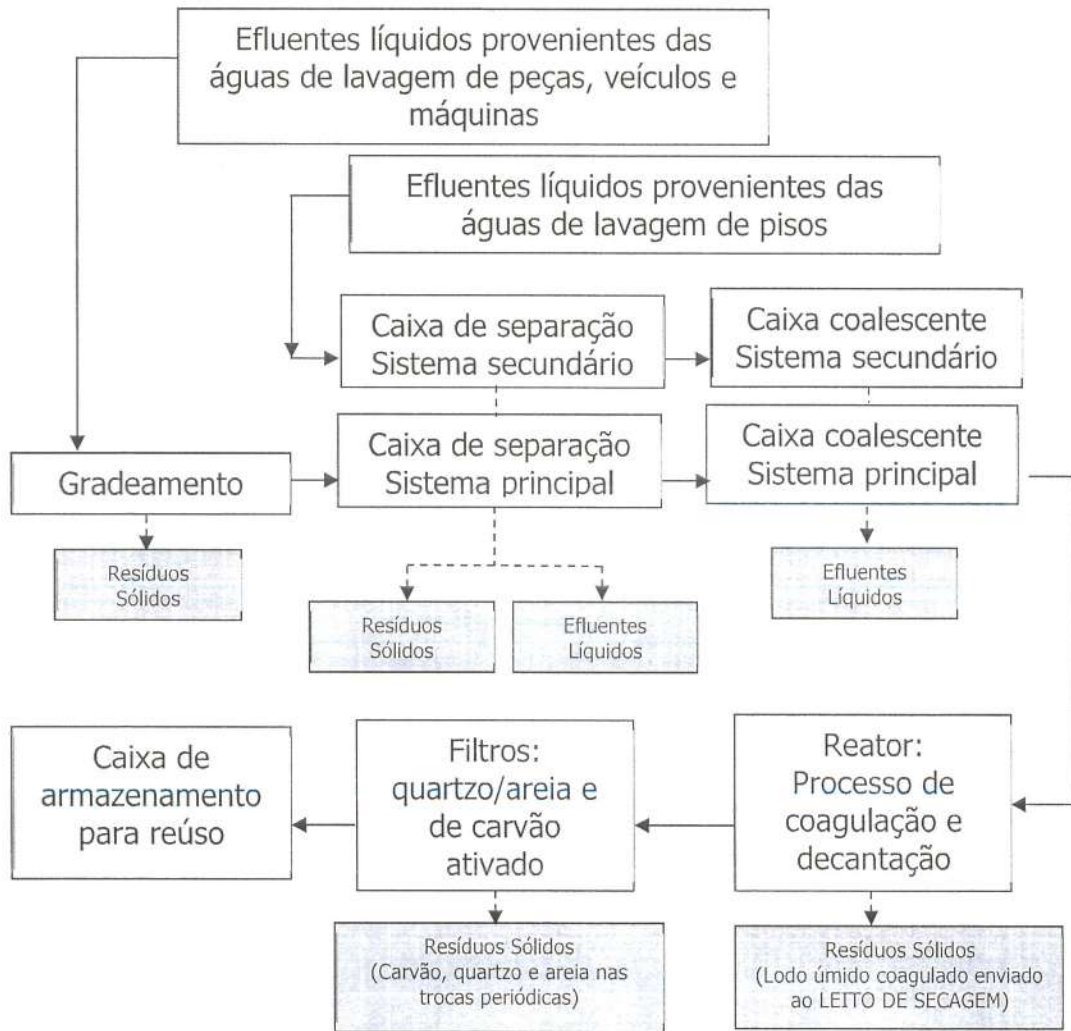 Efluentes líquidos provenientes das
águas de lavagem de peças, veículos e
máquinas
Efluentes líquidos provenientes das
águas de lavagem de pisos
Caixa de separação
Sistema secundário
Caixa coalescente
Sistema secundário
Gradeamento
Caixa de separação
Sistema principal
Caixa coalescente
Sistema principal
Resíduos
Sólidos
Resíduos
Sólidos
Efluentes
Líquidos
Efluentes
Líquidos
Caixa de
armazenamento
para reúso
Filtros:
quartzo/areia e
de carvão
ativado
Reator:
Processo de
coagulação e
decantação
Resíduos Sólidos
(Carvão, quartzo e areia nas
trocas periódicas)
Resíduos Sólidos
(Lodo úmido coagulado enviado
ao LEITO DE SECAGEM)